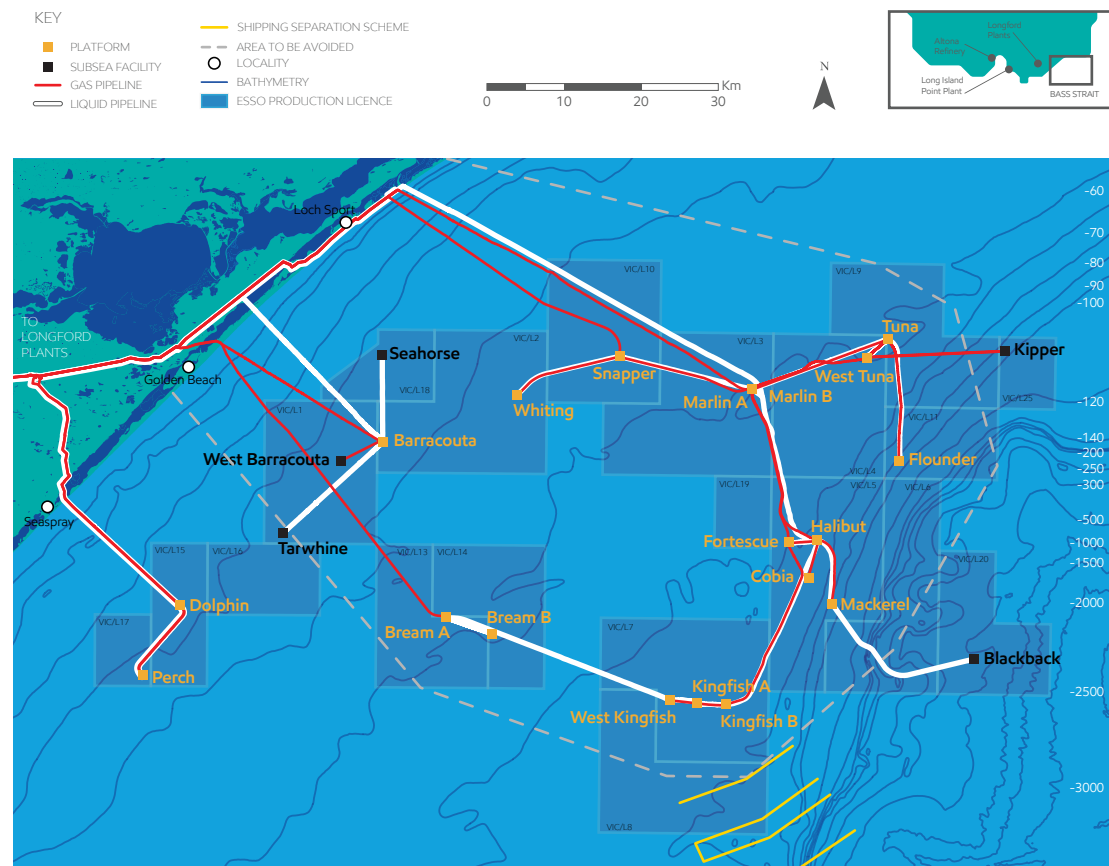 KEY
PLATFORM
SUBSEA FACILITY
GAS PIPELINE
LIQUID PIPELINE
SHIPPING SEPARATION SCHEME
AREA TO BE AVOIDED
LOCALITY
BATHYMETRY
ESSO PRODUCTION LICENCE
0 10 20 30 Km
N
Altona
Refinery
Longford
Plants
Long Island
Point Plant
BASS STRAIT
Loch Sport
TO
LONGFORD
PLANTS
Golden Beach
Seaspray
VIC/L10
VIC/L9
VIC/L2
VIC/L3
VIC/L18
VIC/L1
VIC/L25
VIC/L11
VIC/L4
VIC/L5
VIC/L6
VIC/L19
VIC/L15
VIC/L16
VIC/L13
VIC/L14
VIC/L20
VIC/L17
VIC/L7
VIC/L8
Seahorse
Snapper
Whiting
Tuna
West Tuna
Kipper
Marlin A
Marlin B
Barracouta
West Barracouta
Flounder
Tarwhine
Fortescue
Halibut
Cobia
Mackerel
Dolphin
Perch
Bream A
Bream B
Blackback
West Kingfish
Kingfish A
Kingfish B
-60
-70
-80
-90
-100
-120
-140
-200
-250
-300
-500
-1000
-1500
-2000
-2500
-3000